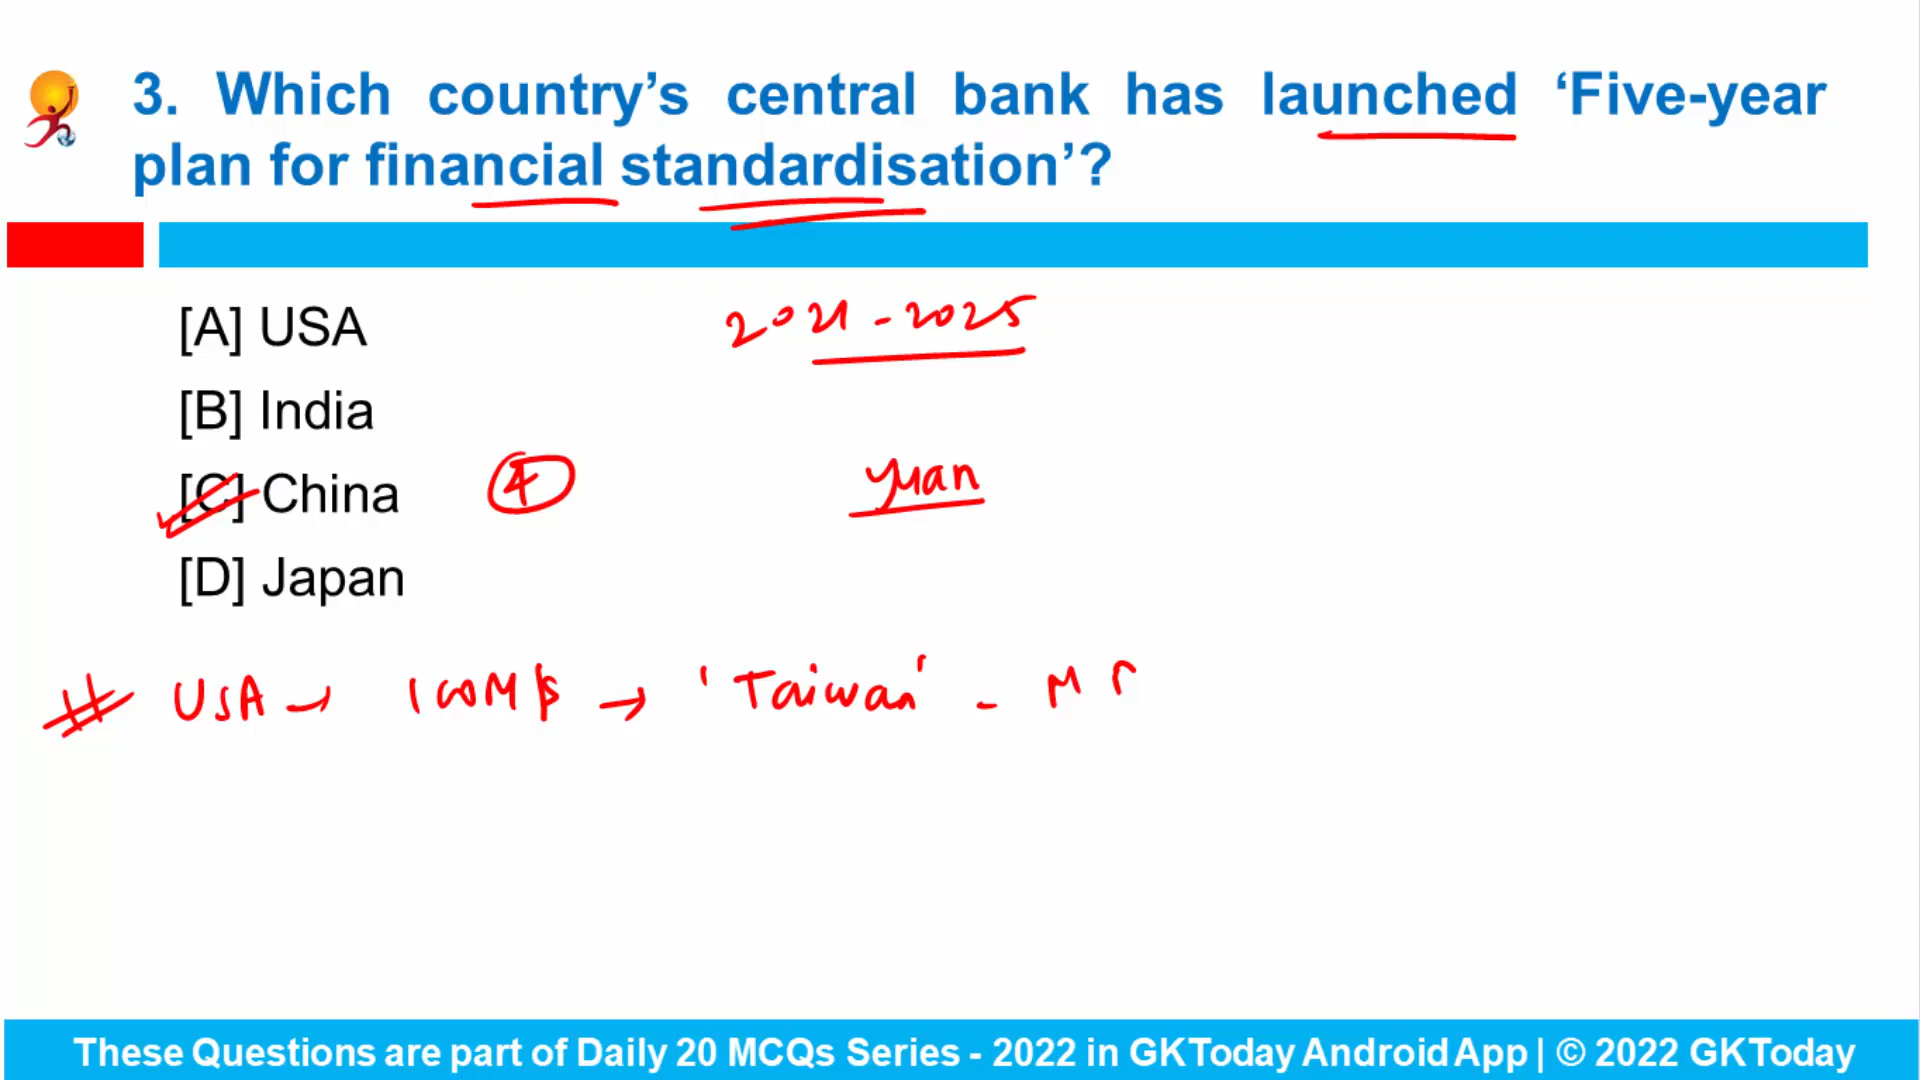 3. Which country’s central bank has launched ‘Five-year
plan for financial standardisation’?
[A] USA
2021 - 2025
[B] India
[C] China
4
Yuan
[D] Japan
# USA → 100M $ → 'Taiwan' - M
These Questions are part of Daily 20 MCQs Series - 2022 in GKToday Android App | © 2022 GKToday